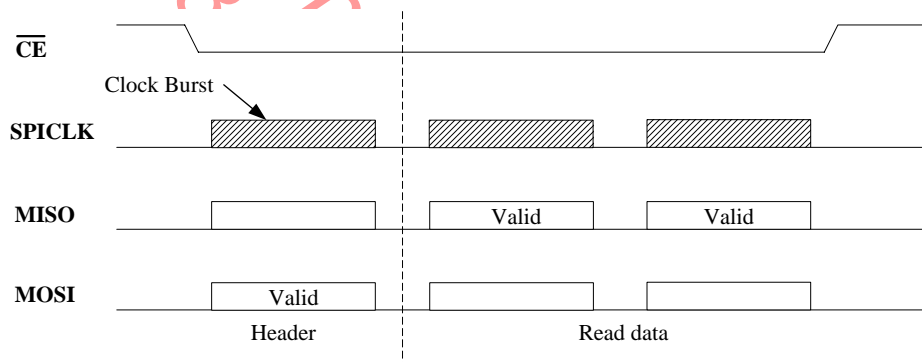 CE
Clock Burst
SPICLK
MISO
Valid
Valid
MOSI
Valid
Header
Read data